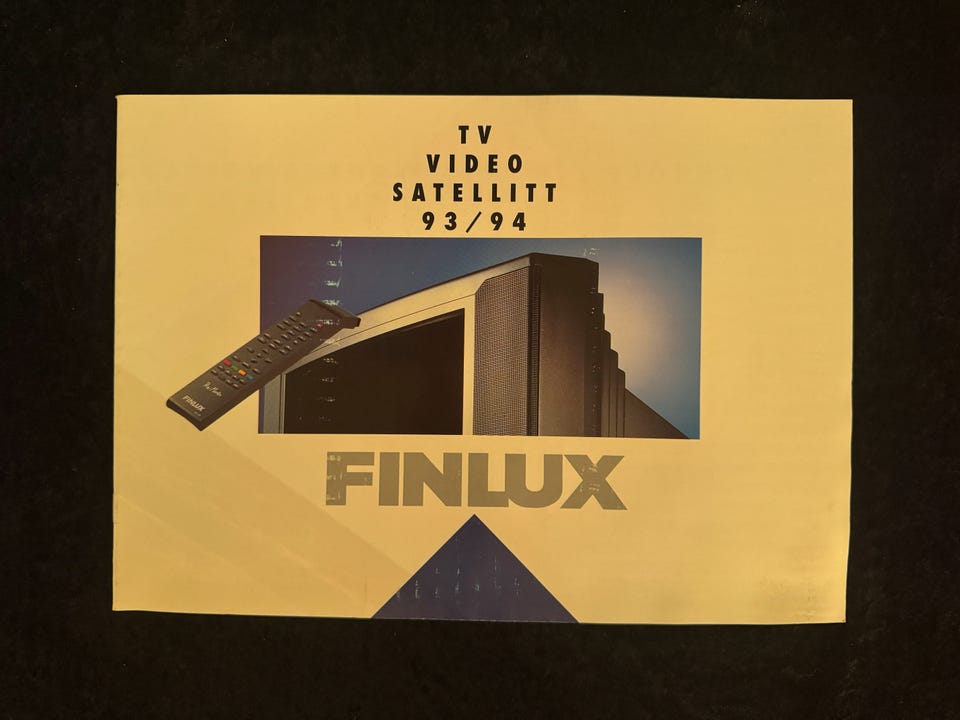 TV
VIDEO
SATELLITT
93/94
FINLUX
FINLUX